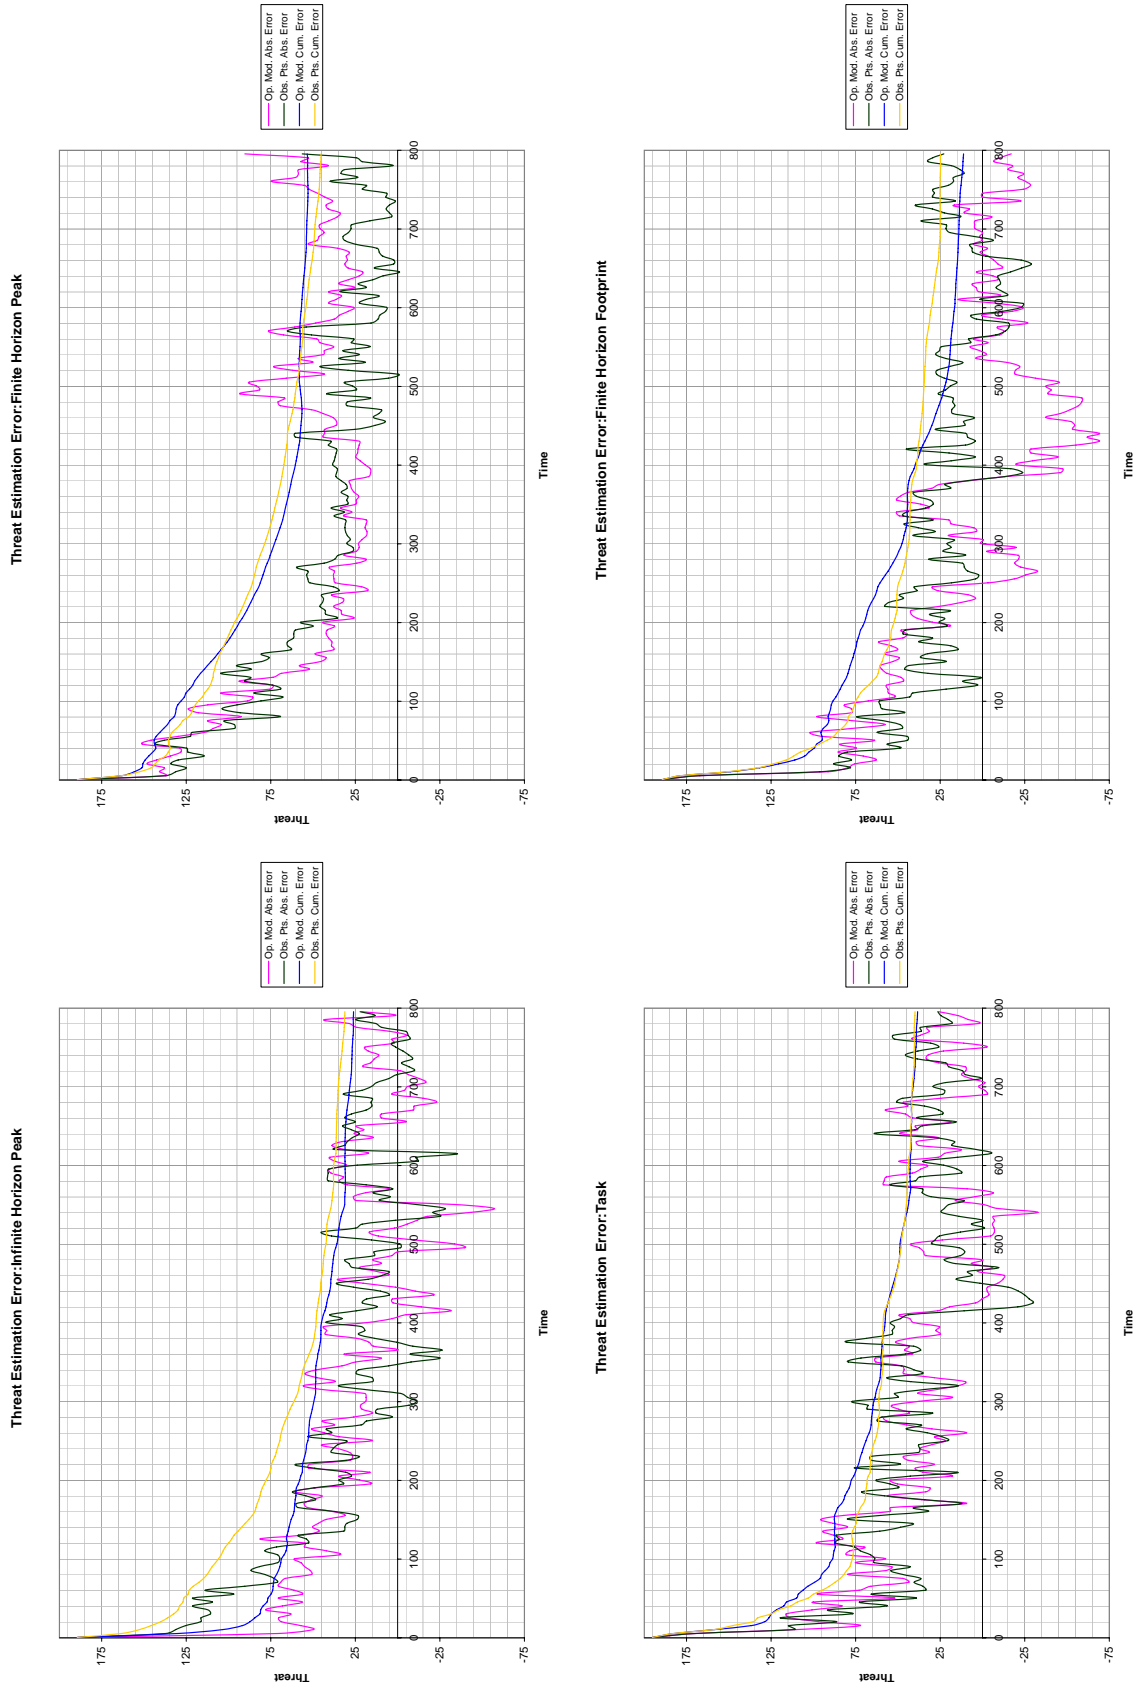 Threat Estimation Error:Infinite Horizon Peak
Threat
175
125
75
25
-25
-75
0
100
200
300
400
500
600
700
800
Time
Op. Mod. Abs. Error
Obs. Pts. Abs. Error
Op. Mod. Cum. Error
Obs. Pts. Cum. Error
Threat Estimation Error:Finite Horizon Peak
Threat
175
125
75
25
-25
-75
0
100
200
300
400
500
600
700
800
Time
Op. Mod. Abs. Error
Obs. Pts. Abs. Error
Op. Mod. Cum. Error
Obs. Pts. Cum. Error
Threat Estimation Error:Task
Threat
175
125
75
25
-25
-75
0
100
200
300
400
500
600
700
800
Time
Op. Mod. Abs. Error
Obs. Pts. Abs. Error
Op. Mod. Cum. Error
Obs. Pts. Cum. Error
Threat Estimation Error:Finite Horizon Footprint
Threat
175
125
75
25
-25
-75
0
100
200
300
400
500
600
700
800
Time
Op. Mod. Abs. Error
Obs. Pts. Abs. Error
Op. Mod. Cum. Error
Obs. Pts. Cum. Error